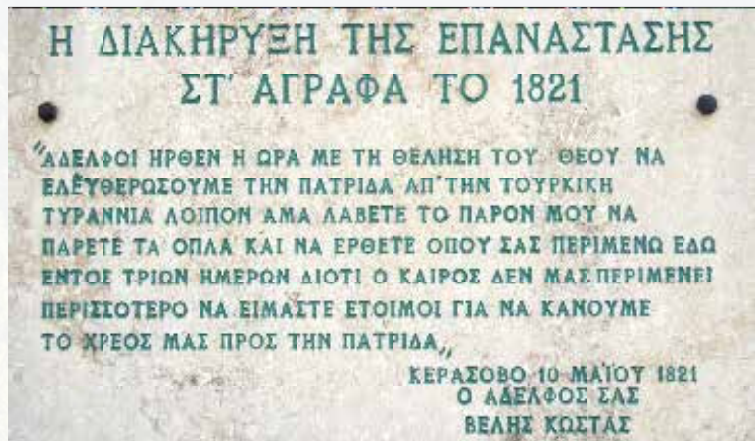 Η ΔΙΑΚΗΡΥΞΗ ΤΗΣ ΕΠΑΝΑΣΤΑΣΗΣ
ΣΤ' ΑΓΡΑΦΑ ΤΟ 1821
"ΑΔΕΛΦΟΙ ΗΡΘΕΝ Η ΩΡΑ ΜΕ ΤΗ ΘΕΛΗΣΗ ΤΟΥ ΘΕΟΥ ΝΑ
ΕΛΕΥΘΕΡΩΣΟΥΜΕ ΤΗΝ ΠΑΤΡΙΔΑ ΑΠ' ΤΗΝ ΤΟΥΡΚΙΚΗ
ΤΥΡΑΝΝΙΑ ΛΟΙΠΟΝ ΑΜΑ ΛΑΒΕΤΕ ΤΟ ΠΑΡΟΝ ΜΟΥ ΝΑ
ΠΑΡΕΤΕ ΤΑ ΟΠΛΑ ΚΑΙ ΝΑ ΕΡΘΕΤΕ ΟΠΟΥ ΣΑΣ ΠΕΡΙΜΕΝΩ ΕΔΩ
ΕΝΤΟΣ ΤΡΙΩΝ ΗΜΕΡΩΝ ΔΙΟΤΙ Ο ΚΑΙΡΟΣ ΔΕΝ ΜΑΣ ΠΕΡΙΜΕΝΕΙ
ΠΕΡΙΣΣΟΤΕΡΟ ΝΑ ΕΙΜΑΣΤΕ ΕΤΟΙΜΟΙ ΓΙΑ ΝΑ ΚΑΝΟΥΜΕ
ΤΟ ΧΡΕΟΣ ΜΑΣ ΠΡΟΣ ΤΗΝ ΠΑΤΡΙΔΑ„
ΚΕΡΑΣΟΒΟ 10 ΜΑΪΟΥ 1821
Ο ΑΔΕΛΦΟΣ ΣΑΣ
ΒΕΛΗΣ ΚΩΣΤΑΣ